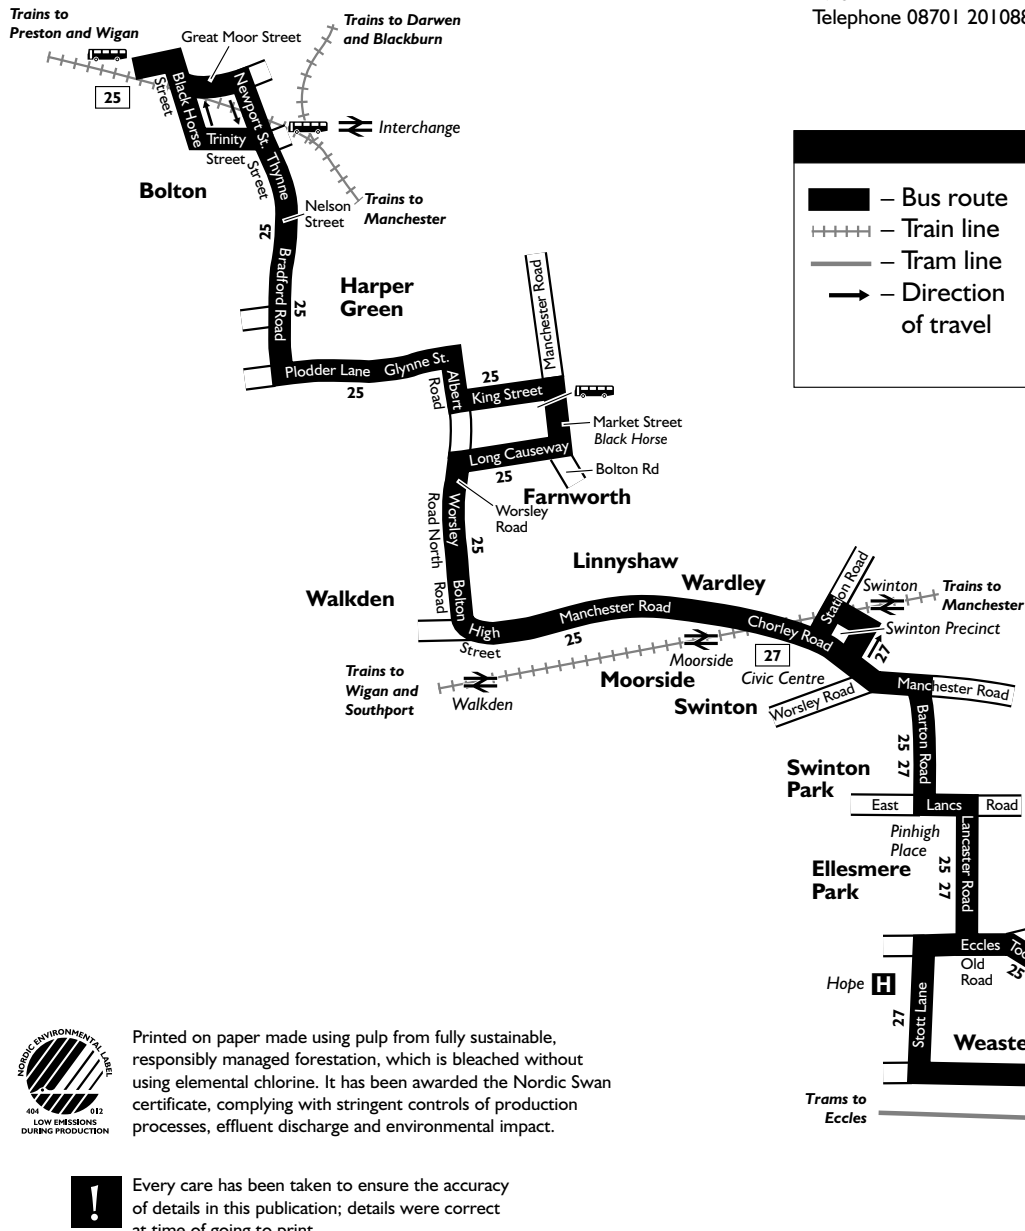 Telephone 08701 201088
Trains to
Preston and Wigan
Great Moor Street
Trains to Darwen
and Blackburn
25
Black Horse
Street
Newport St.
Trinity
Street
Interchange
Thynne
Street
Bolton
Trains to
Manchester
Nelson
Street
25
Bradford Road
25
Harper
Green
– Bus route
– Train line
– Tram line
– Direction
of travel
Manchester Road
Plodder Lane
Glynne St.
25
Albert
Road
25
King Street
Market Street
Black Horse
Long Causeway
25
Bolton Rd
Farnworth
Worsley
Road
Worsley
Road North
25
Bolton
Road
Walkden
High
Street
Linnyshaw
Wardley
Manchester Road
25
Chorley Road
Station Road
Swinton
Trains to
Manchester
Swinton Precinct
27
Moorside
Moorside
27
Civic Centre
Swinton
Worsley Road
Manchester Road
Trains to
Wigan and
Southport
Walkden
Barton Road
25 27
Swinton
Park
East
Lancs
Road
Pinhigh
Place
Lancaster Road
25 27
Ellesmere
Park
Eccles
Old
Road
Too
25
Hope
H
27
Stott Lane
Weaste
Trams to
Eccles
NORDIC ENVIRONMENTAL LABEL
404
012
LOW EMISSIONS
DURING PRODUCTION
Printed on paper made using pulp from fully sustainable,
responsibly managed forestation, which is bleached without
using elemental chlorine. It has been awarded the Nordic Swan
certificate, complying with stringent controls of production
processes, effluent discharge and environmental impact.
!
Every care has been taken to ensure the accuracy
of details in this publication; details were correct
at time of going to print.